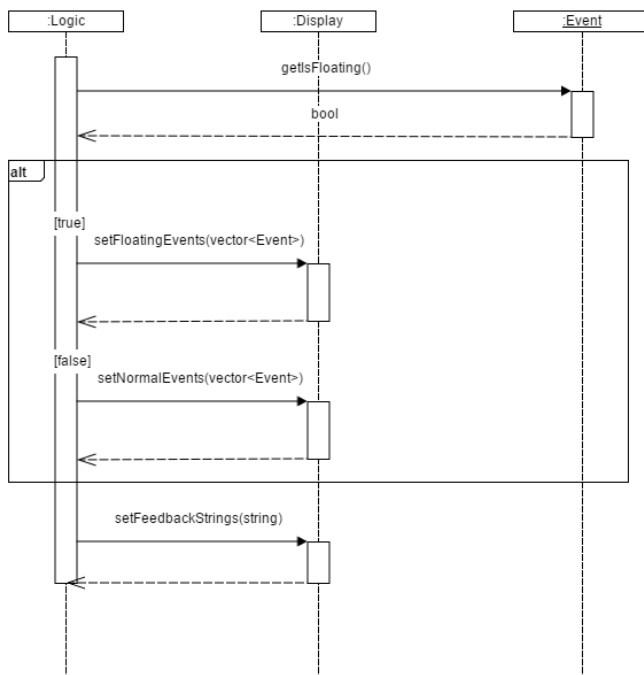 :Logic
:Display
:Event
getIsFloating()
bool
alt
[true]
setFloatingEvents(vector<Event>)
[false]
setNormalEvents(vector<Event>)
setFeedbackStrings(string)